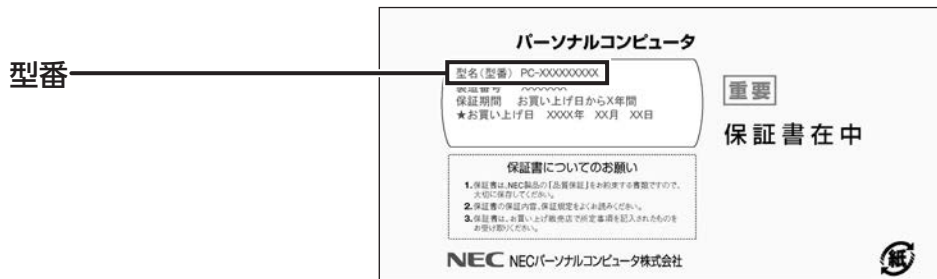 型番
パーソナルコンピュータ
型名(型番) PC-XXXXXXXXX
製造番号 XXXXXXX
保証期間 お買い上げ日からX年間
★お買い上げ日 XXXX年 XX月 XX日
重要
保証書在中
保証書についてのお願い
1.保証書は、NEC製品の「品質保証」をお約束する書類ですので、
大切に保存してください。
2.保証書の保証内容、保証規定をよくお読みください。
3.保証書は、お買い上げ販売店で所定事項を記入されたものを
お受け取りください。
NEC NECパーソナルコンピュータ株式会社
紙